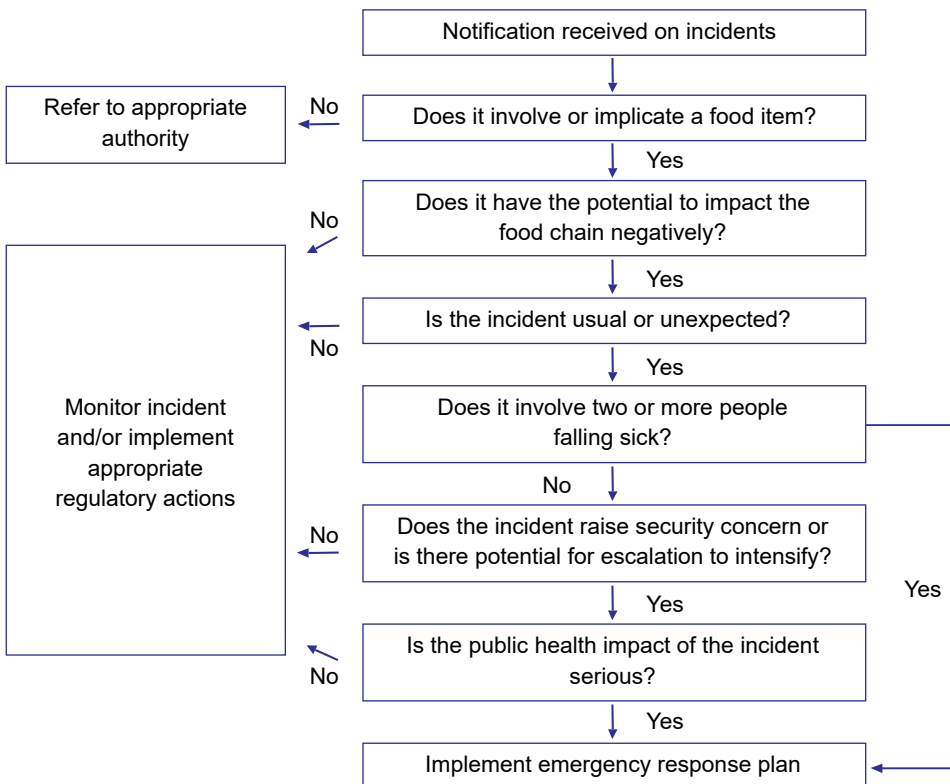 Notification received on incidents
Refer to appropriate
authority
No
Does it involve or implicate a food item?
Yes
Does it have the potential to impact the
food chain negatively?
No
Yes
Is the incident usual or unexpected?
No
Yes
Monitor incident
and/or implement
appropriate
regulatory actions
Does it involve two or more people
falling sick?
No
Does the incident raise security concern or
is there potential for escalation to intensify?
No
Yes
Yes
Is the public health impact of the incident
serious?
No
Yes
Implement emergency response plan